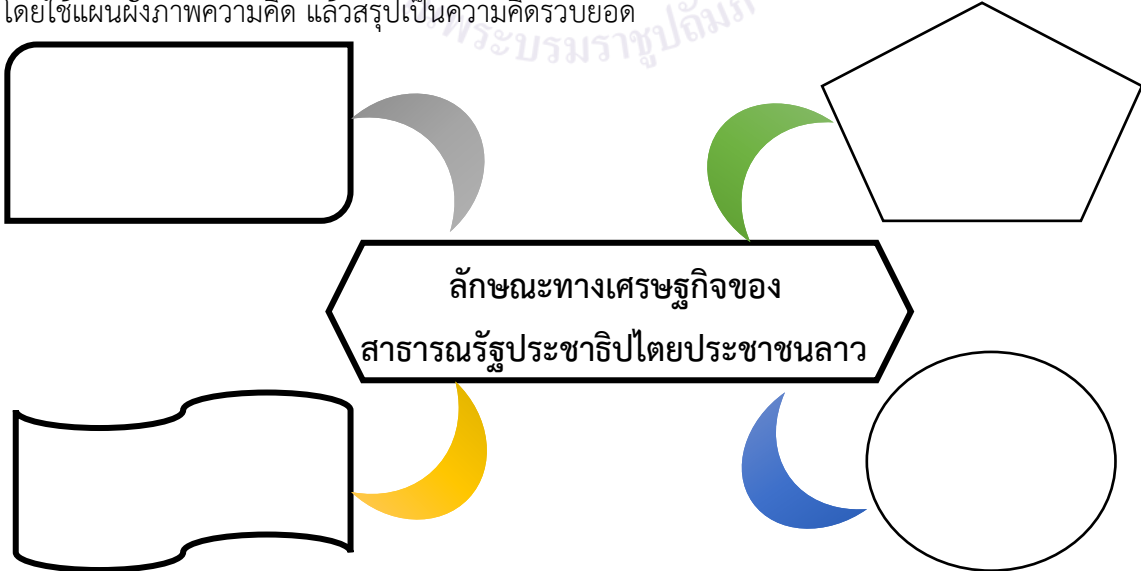 โดยใช้แผนผังภาพความคิด แล้วสรุปเป็นความคิดรวบยอด
ลักษณะทางเศรษฐกิจของ
สาธารณรัฐประชาธิปไตยประชาชนลาว